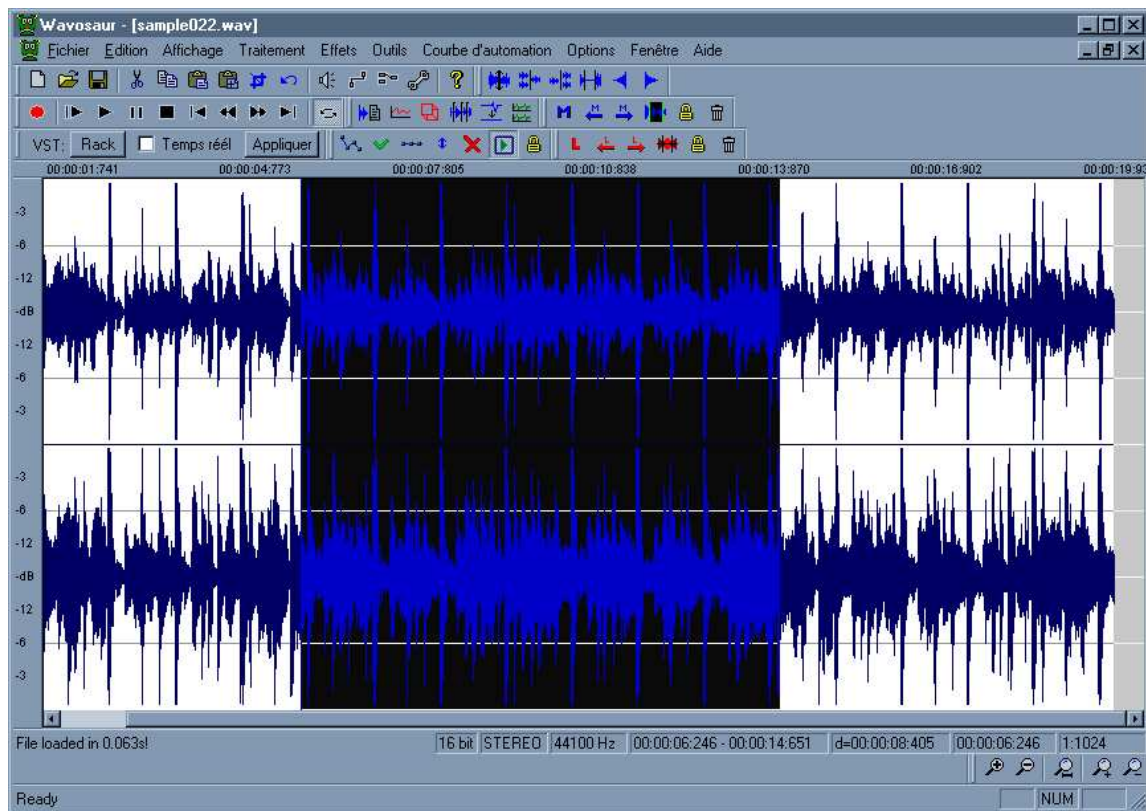 Wavosaur - [sample022.wav]
Fichier Edition Affichage Traitement Effets Outils Courbe d'automation Options Fenêtre Aide
VST: Rack Temps réél Appliquer
00:00:01:741 00:00:04:773 00:00:07:805 00:00:10:838 00:00:13:870 00:00:16:902 00:00:19:93
-3
-6
-12
-dB
-12
-6
-3
-3
-6
-12
-dB
-12
-6
-3
File loaded in 0.063s! 16 bit STEREO 44100 Hz 00:00:06:246 - 00:00:14:651 d=00:00:08:405 00:00:06:246 1:1024
Ready NUM